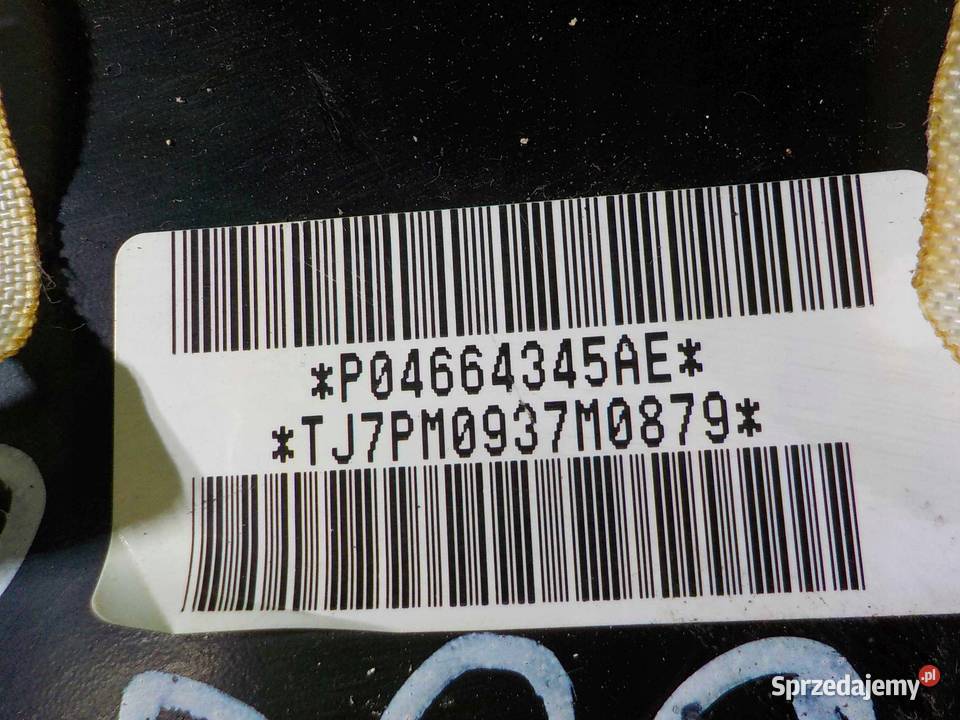 *P04664345AE*
*TJ7PM0937M0879*
Sprzedajemy.pl